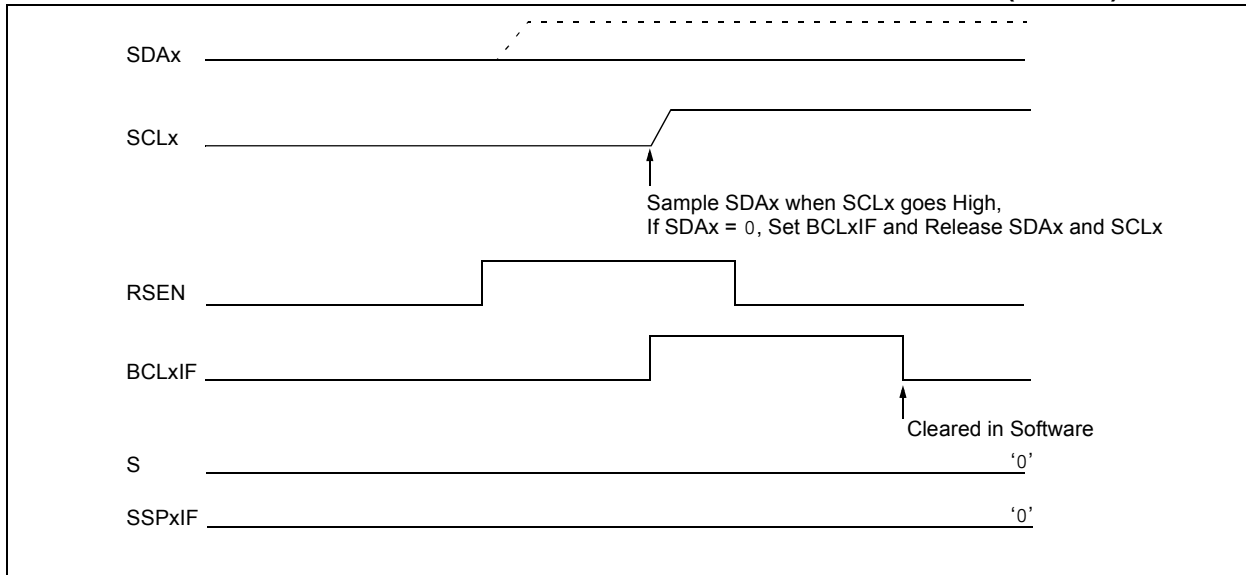 SDAx
SCLx
Sample SDAx when SCLx goes High,
If SDAx = 0, Set BCLxIF and Release SDAx and SCLx
RSEN
BCLxIF
Cleared in Software
S
‘0’
SSPxIF
‘0’